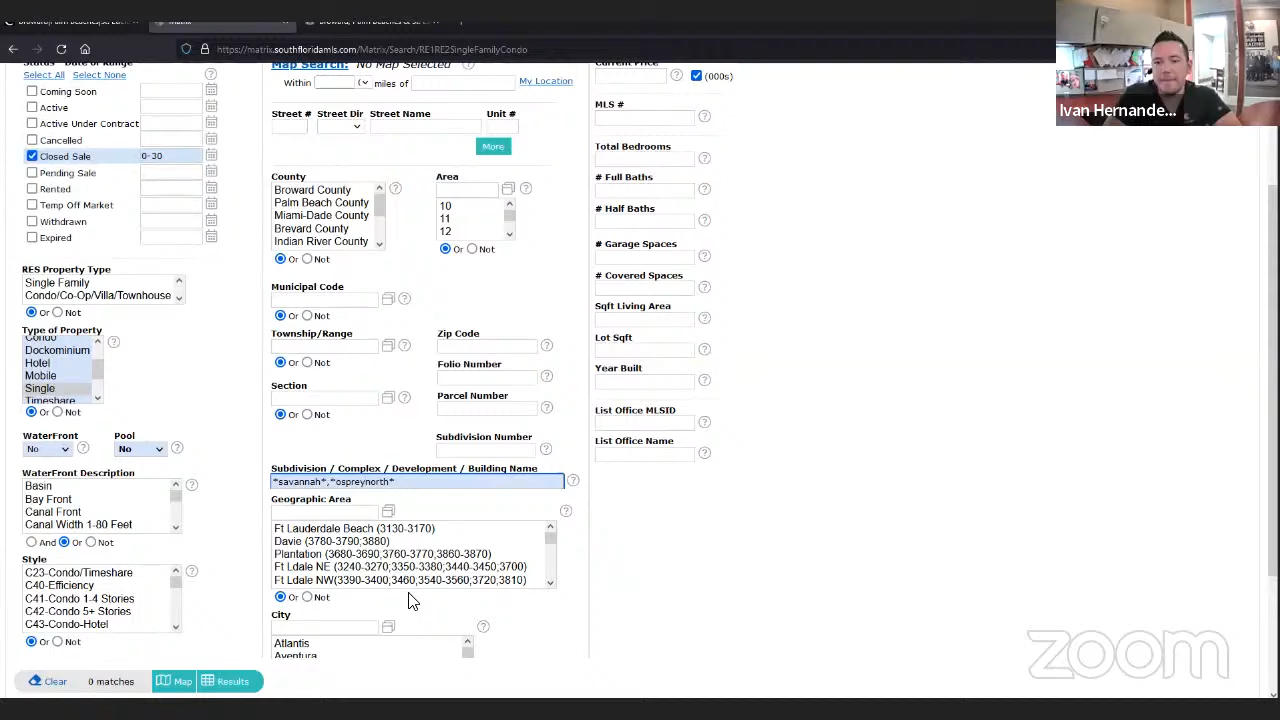 https://matrix.southfloridamls.com/Matrix/Search/RE1RE2SingleFamilyCondo
Ivan Hernande...
Status - Date or Range
Select All Select None
Coming Soon
Active
Active Under Contract
Cancelled
Closed Sale 0-30
Pending Sale
Rented
Temp Off Market
Withdrawn
Expired
RES Property Type
Single Family
Condo/Co-Op/Villa/Townhouse
Or Not
Type of Property
Condo
Dockominium
Hotel
Mobile
Single
Timeshare
Or Not
WaterFront Pool
No No
WaterFront Description
Basin
Bay Front
Canal Front
Canal Width 1-80 Feet
And Or Not
Style
C23-Condo/Timeshare
C40-Efficiency
C41-Condo 1-4 Stories
C42-Condo 5+ Stories
C43-Condo-Hotel
Or Not
Map Search: No Map Selected
Within miles of My Location
Street # Street Dir Street Name Unit #
More
County
Broward County
Palm Beach County
Miami-Dade County
Brevard County
Indian River County
Or Not
Area
10
11
12
Or Not
Municipal Code
Or Not
Township/Range
Or Not
Section
Or Not
Zip Code
Folio Number
Parcel Number
Subdivision Number
Subdivision / Complex / Development / Building Name
*savannah*,*ospreynorth*
Geographic Area
Ft Lauderdale Beach (3130-3170)
Davie (3780-3790;3880)
Plantation (3680-3690;3760-3770;3860-3870)
Ft Ldale NE (3240-3270;3350-3380;3440-3450;3700)
Ft Ldale NW(3390-3400;3460;3540-3560;3720,3810)
Or Not
City
Atlantis
Aventura
Current Price
(000s)
MLS #
Total Bedrooms
# Full Baths
# Half Baths
# Garage Spaces
# Covered Spaces
Sqft Living Area
Lot Sqft
Year Built
List Office MLSID
List Office Name
Clear 0 matches Map Results
zoom